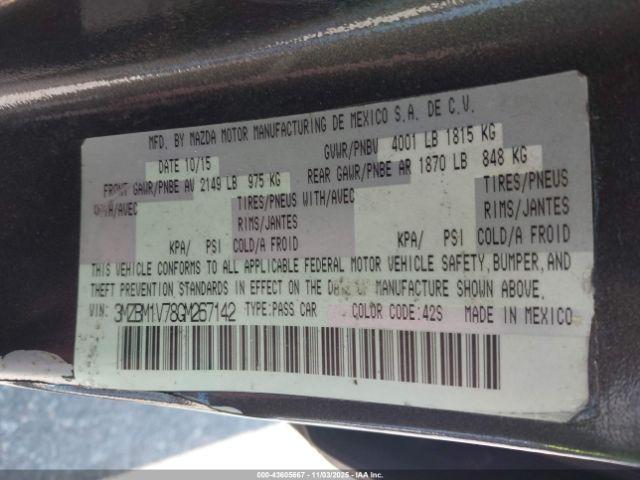 MFD. BY MAZDA MOTOR MANUFACTURING DE MEXICO S.A. DE C.V.
DATE 10/15 GVWR/PNBV 4001 LB 1815 KG
FRONT GAWR/PNBE AV 2149 LB 975 KG REAR GAWR/PNBE AR 1870 LB 848 KG
WITH/AVEC TIRES/PNEUS WITH/AVEC TIRES/PNEUS
RIMS/JANTES RIMS/JANTES
KPA/ PSI COLD/A FROID KPA/ PSI COLD/A FROID
THIS VEHICLE CONFORMS TO ALL APPLICABLE FEDERAL MOTOR VEHICLE SAFETY, BUMPER, AND
THEFT PREVENTION STANDARDS IN EFFECT ON THE DATE OF MANUFACTURE SHOWN ABOVE.
VIN: 3MZBM1V78GM267142 TYPE:PASS CAR COLOR CODE:42S MADE IN MEXICO
000-43605667 - 11/03/2025 - IAAI.com